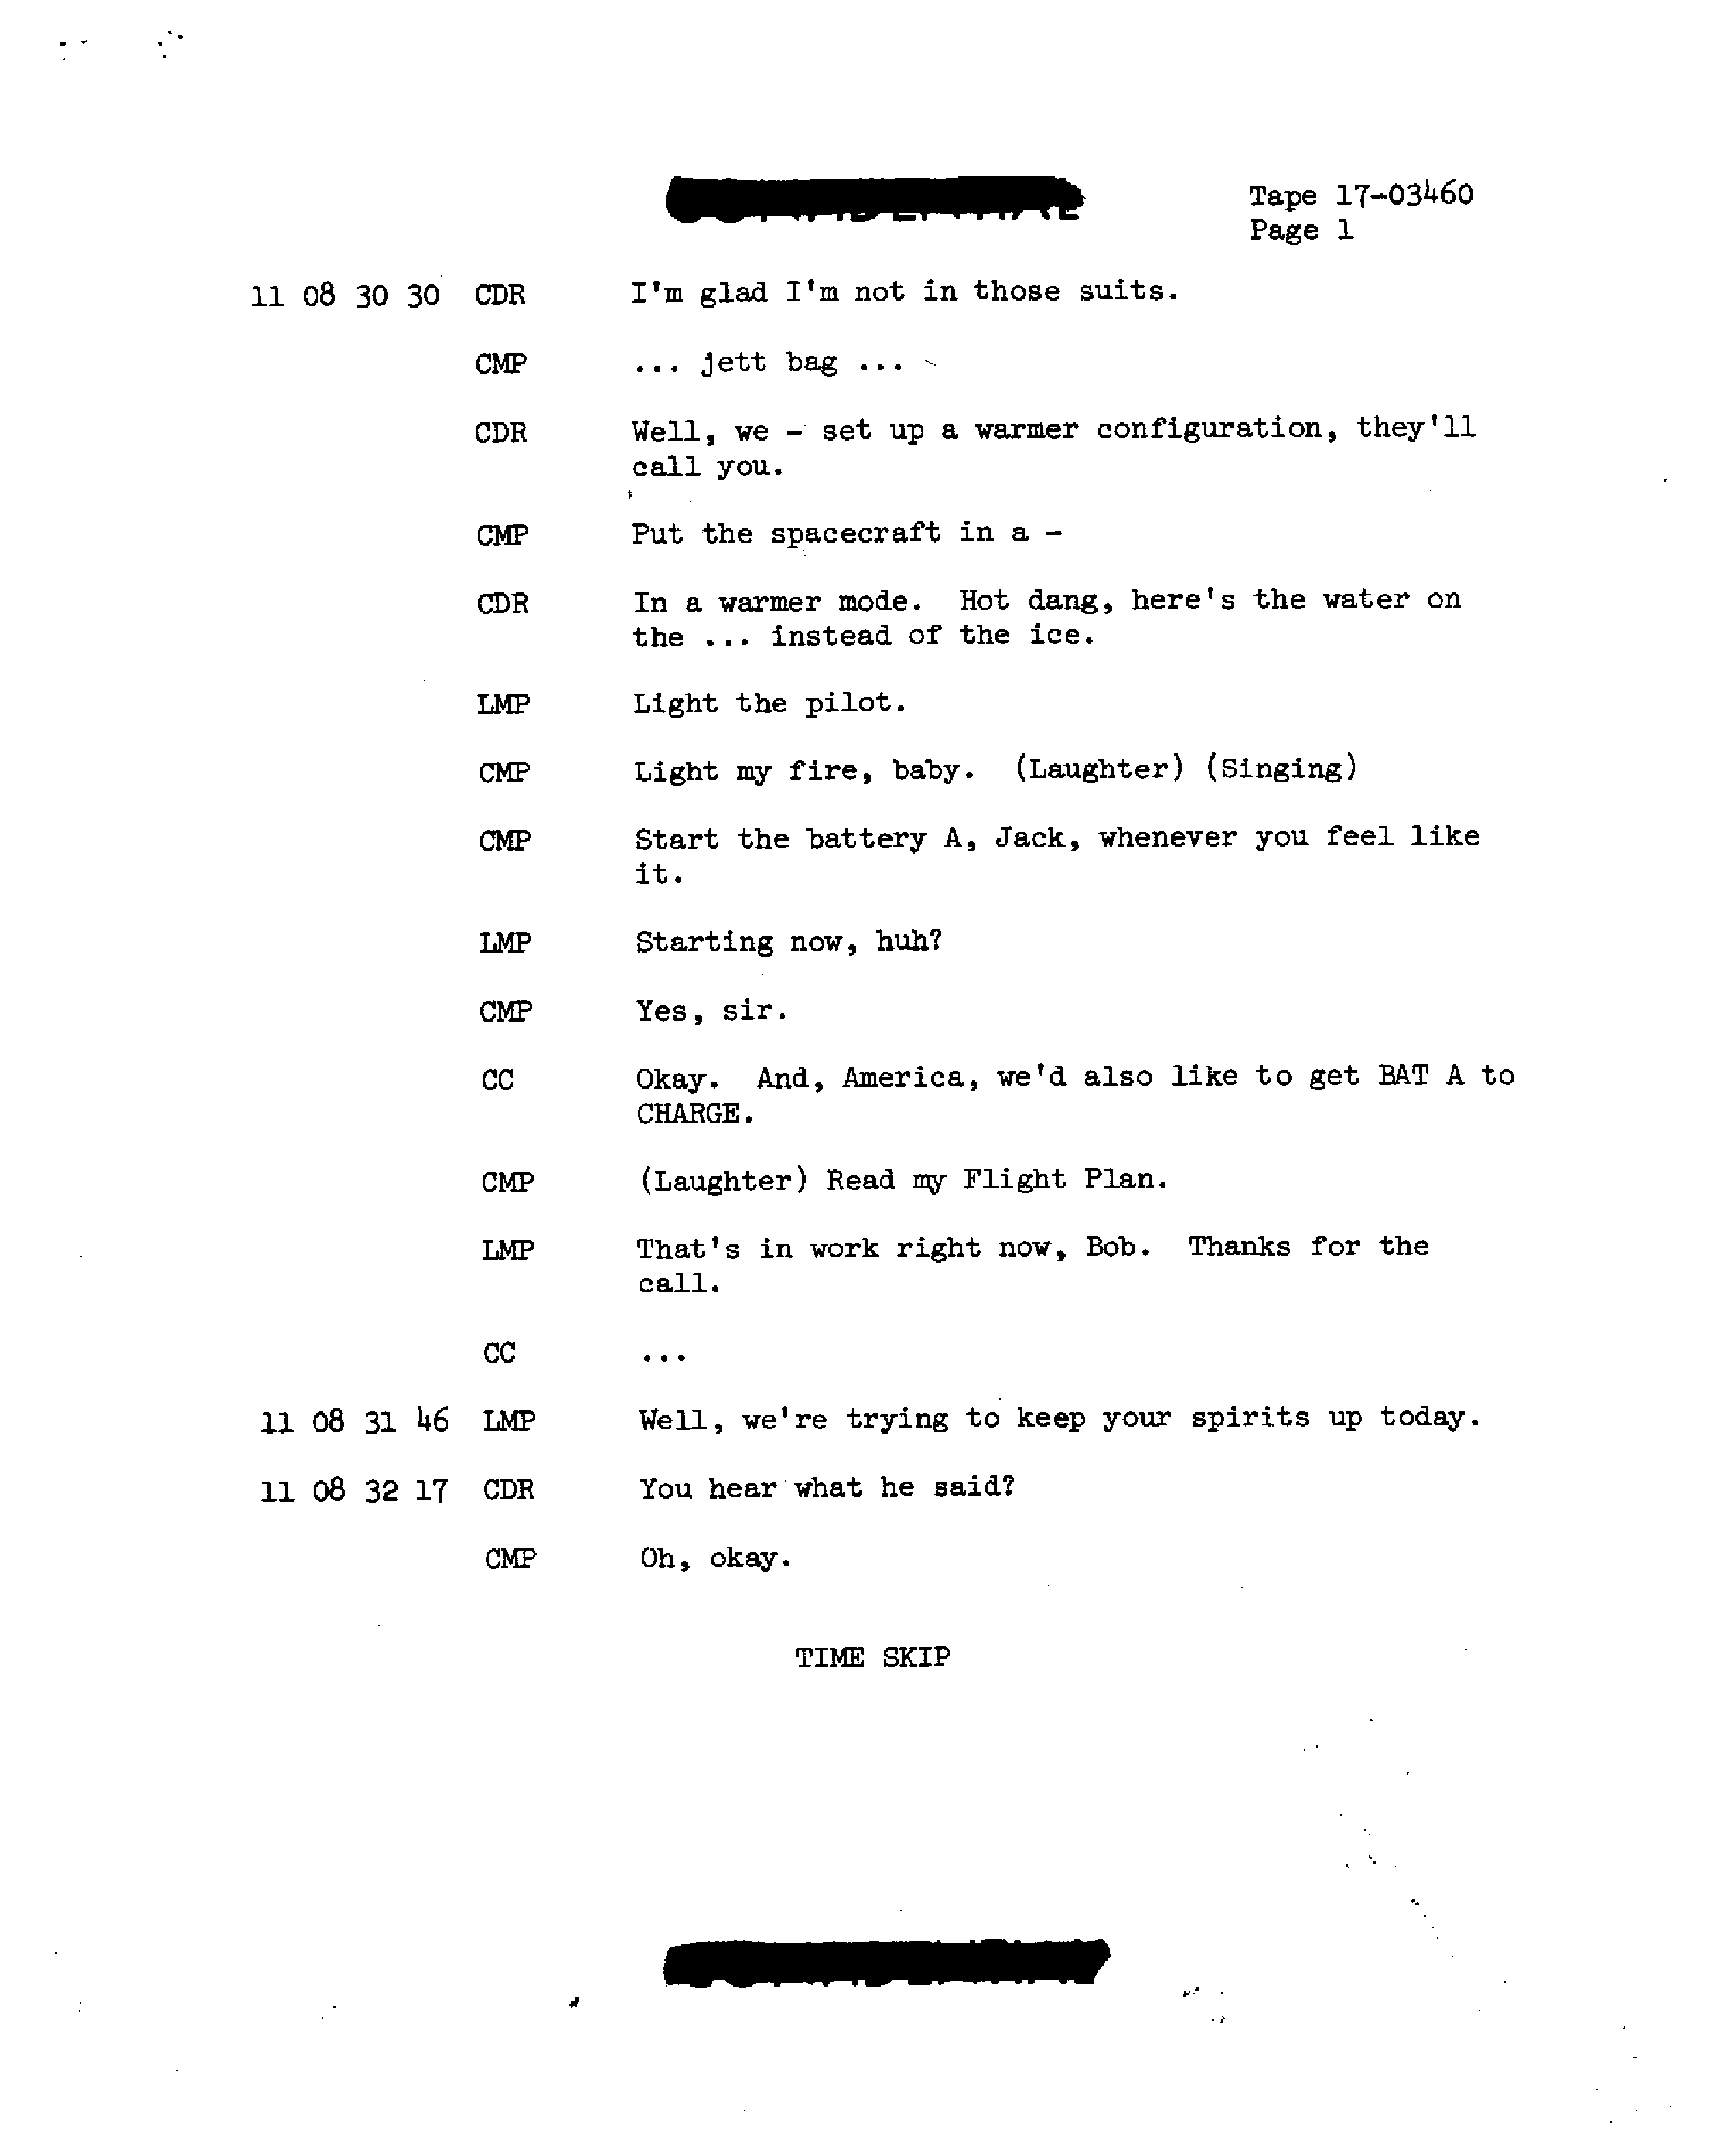 Tape 17-03460
Page 1
11 08 30 30 CDR I'm glad I'm not in those suits.
CMP ... jett bag ...
CDR Well, we - set up a warmer configuration, they'll
call you.
CMP Put the spacecraft in a -
CDR In a warmer mode. Hot dang, here's the water on
the ... instead of the ice.
LMP Light the pilot.
CMP Light my fire, baby. (Laughter) (Singing)
CMP Start the battery A, Jack, whenever you feel like
it.
LMP Starting now, huh?
CMP Yes, sir.
CC Okay. And, America, we'd also like to get BAT A to
CHARGE.
CMP (Laughter) Read my Flight Plan.
LMP That's in work right now, Bob. Thanks for the
call.
CC ...
11 08 31 46 LMP Well, we're trying to keep your spirits up today.
11 08 32 17 CDR You hear what he said?
CMP Oh, okay.
TIME SKIP